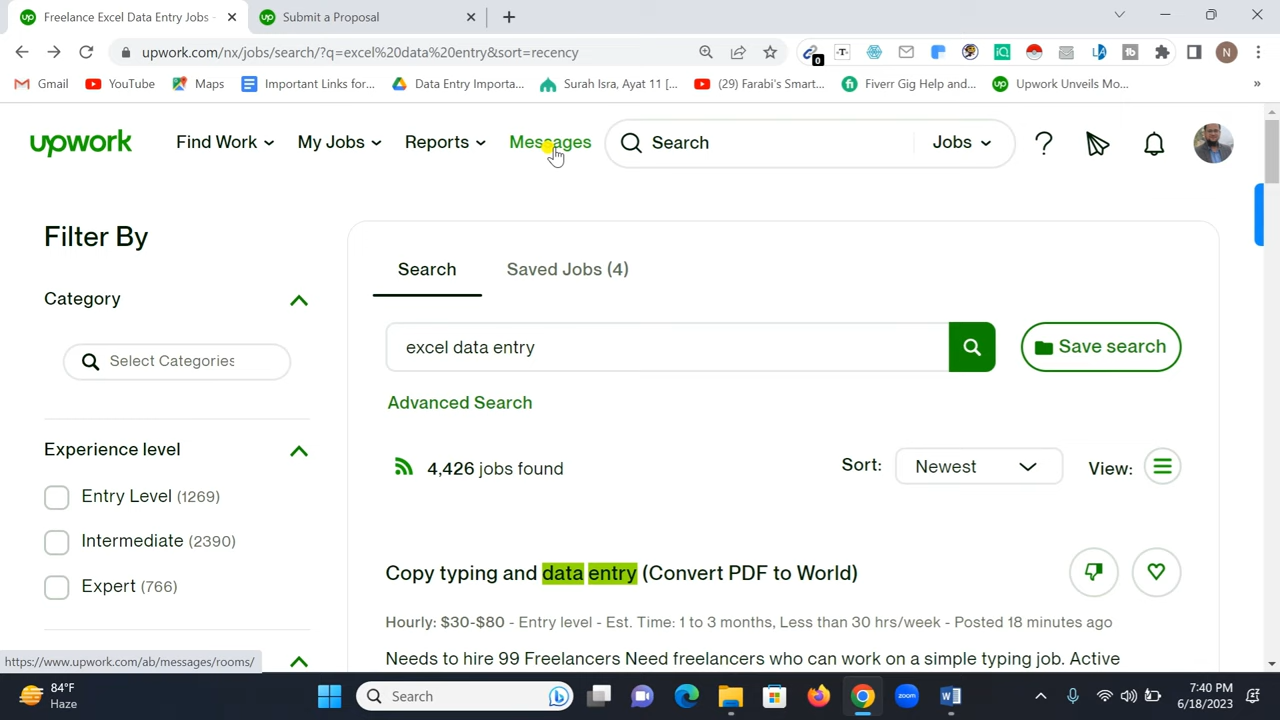 Freelance Excel Data Entry Jobs -
Submit a Proposal
upwork.com/nx/jobs/search/?q=excel%20data%20entry&sort=recency
0
N
Gmail
YouTube
Maps
Important Links for...
Data Entry Importa...
Surah Isra, Ayat 11 [...
(29) Farabi's Smart...
Fiverr Gig Help and...
Upwork Unveils Mo...
»
upwork
Find Work
My Jobs
Reports
Messages
Search
Jobs
?
Filter By
Category
Select Categories
Experience level
Entry Level (1269)
Intermediate (2390)
Expert (766)
Search
Saved Jobs (4)
excel data entry
Save search
Advanced Search
4,426 jobs found
Sort:
Newest
View:
Copy typing and data entry (Convert PDF to World)
Hourly: $30-$80 - Entry level - Est. Time: 1 to 3 months, Less than 30 hrs/week - Posted 18 minutes ago
Needs to hire 99 Freelancers Need freelancers who can work on a simple typing job. Active
https://www.upwork.com/ab/messages/rooms/
84°F
Haze
Search
7:40 PM
6/18/2023